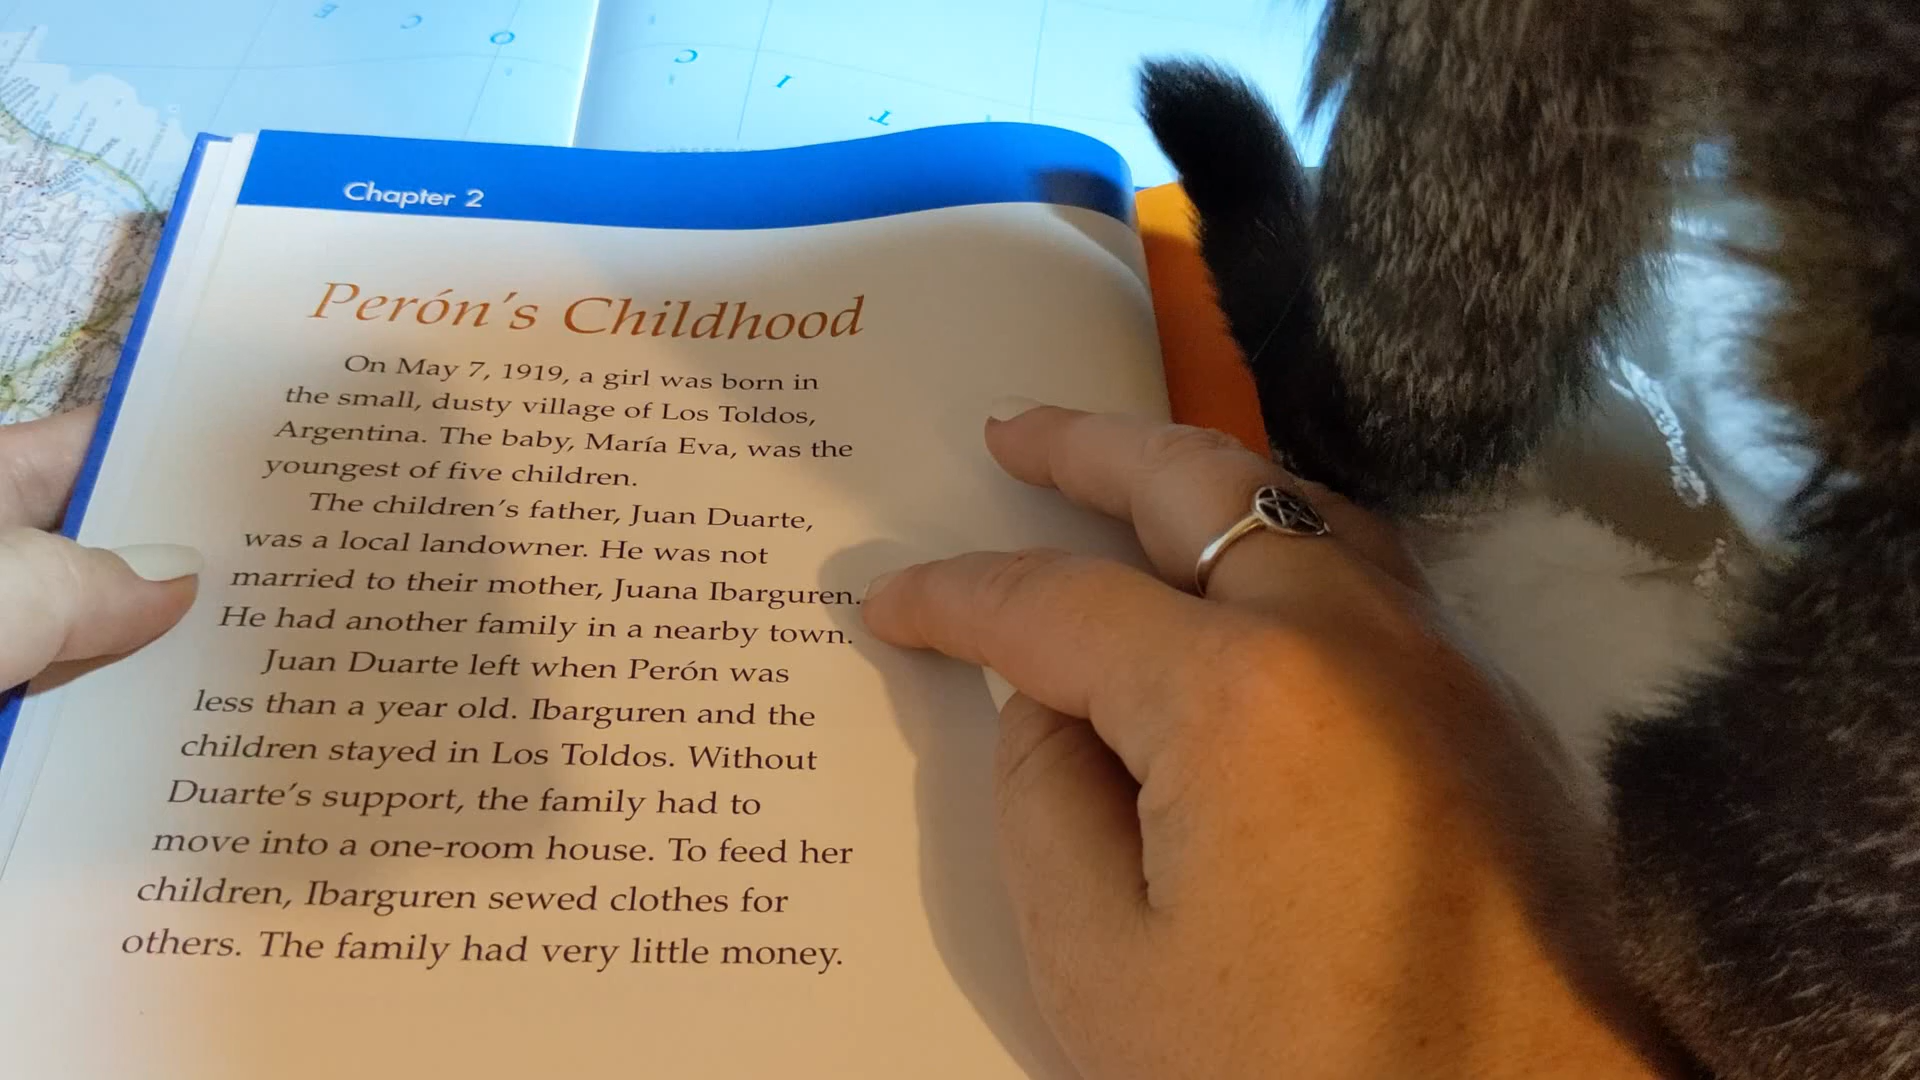 O C E
T I C
Chapter 2
Perón's Childhood
On May 7, 1919, a girl was born in
the small, dusty village of Los Toldos,
Argentina. The baby, María Eva, was the
youngest of five children.
The children's father, Juan Duarte,
was a local landowner. He was not
married to their mother, Juana Ibarguren.
He had another family in a nearby town.
Juan Duarte left when Perón was
less than a year old. Ibarguren and the
children stayed in Los Toldos. Without
Duarte's support, the family had to
move into a one-room house. To feed her
children, Ibarguren sewed clothes for
others. The family had very little money.